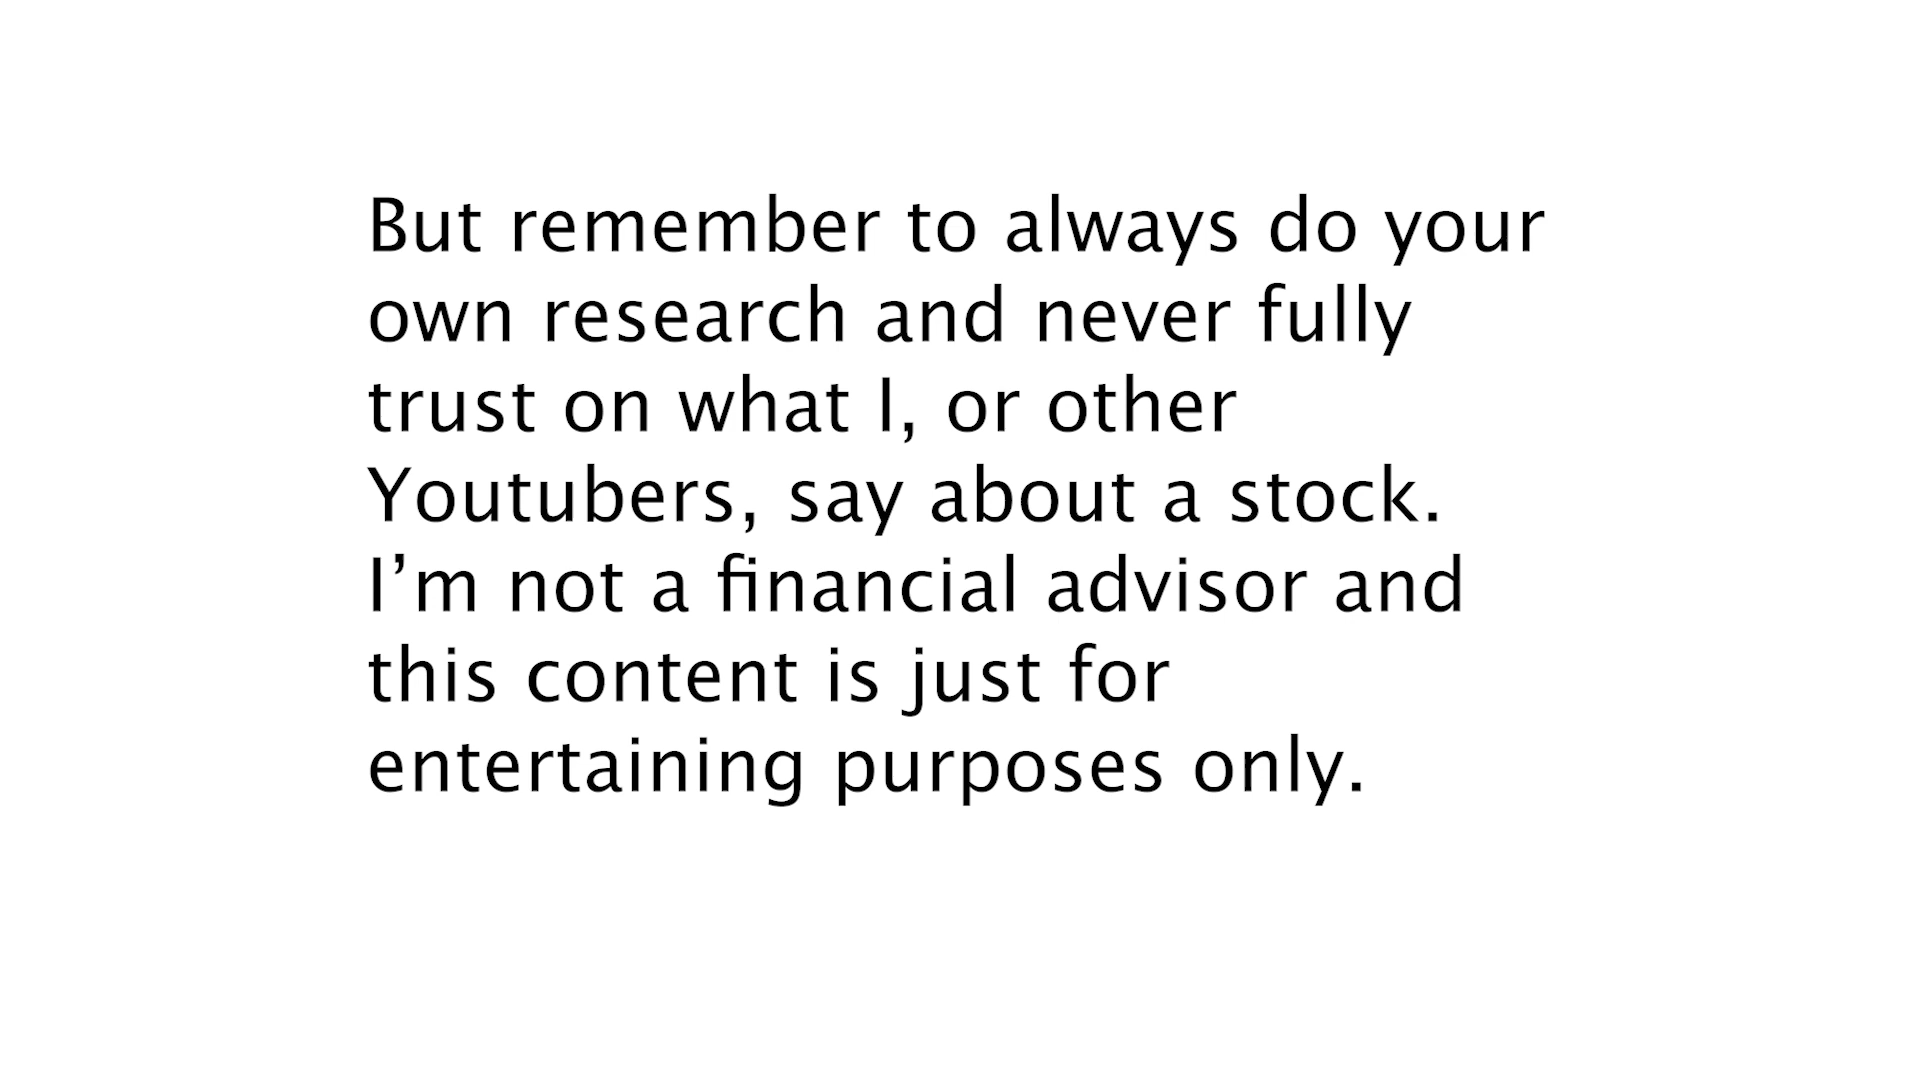 But remember to always do your
own research and never fully
trust on what I, or other
Youtubers, say about a stock.
I’m not a financial advisor and
this content is just for
entertaining purposes only.